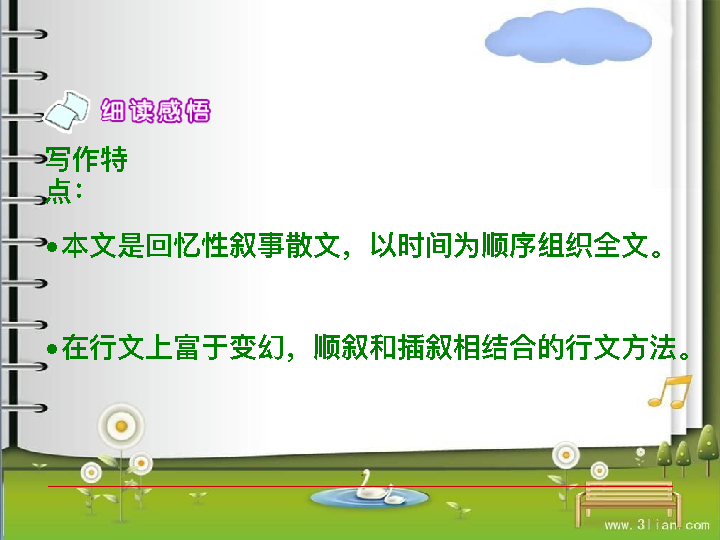 细读感悟
写作特
点：
•本文是回忆性叙事散文，以时间为顺序组织全文。
•在行文上富于变幻，顺叙和插叙相结合的行文方法。
www.3lian.com